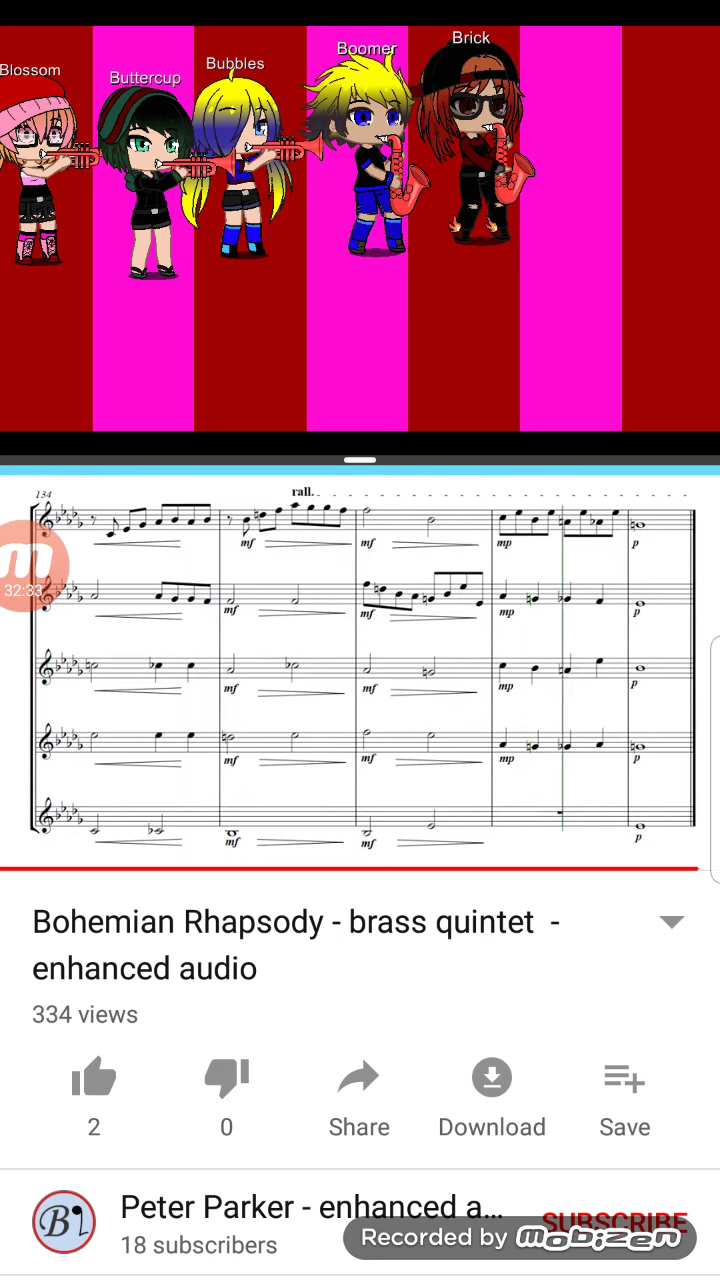 Blossom
Buttercup
Bubbles
Boomer
Brick
134
rall.
mf
mf
mp
p
mf
mf
mp
p
mf
mf
mp
p
mf
mf
mp
p
mf
mf
p
32:33
Bohemian Rhapsody - brass quintet -
enhanced audio
334 views
2
0
Share
Download
Save
Peter Parker - enhanced a...
SUBSCRIBE
18 subscribers
Recorded by mobizen